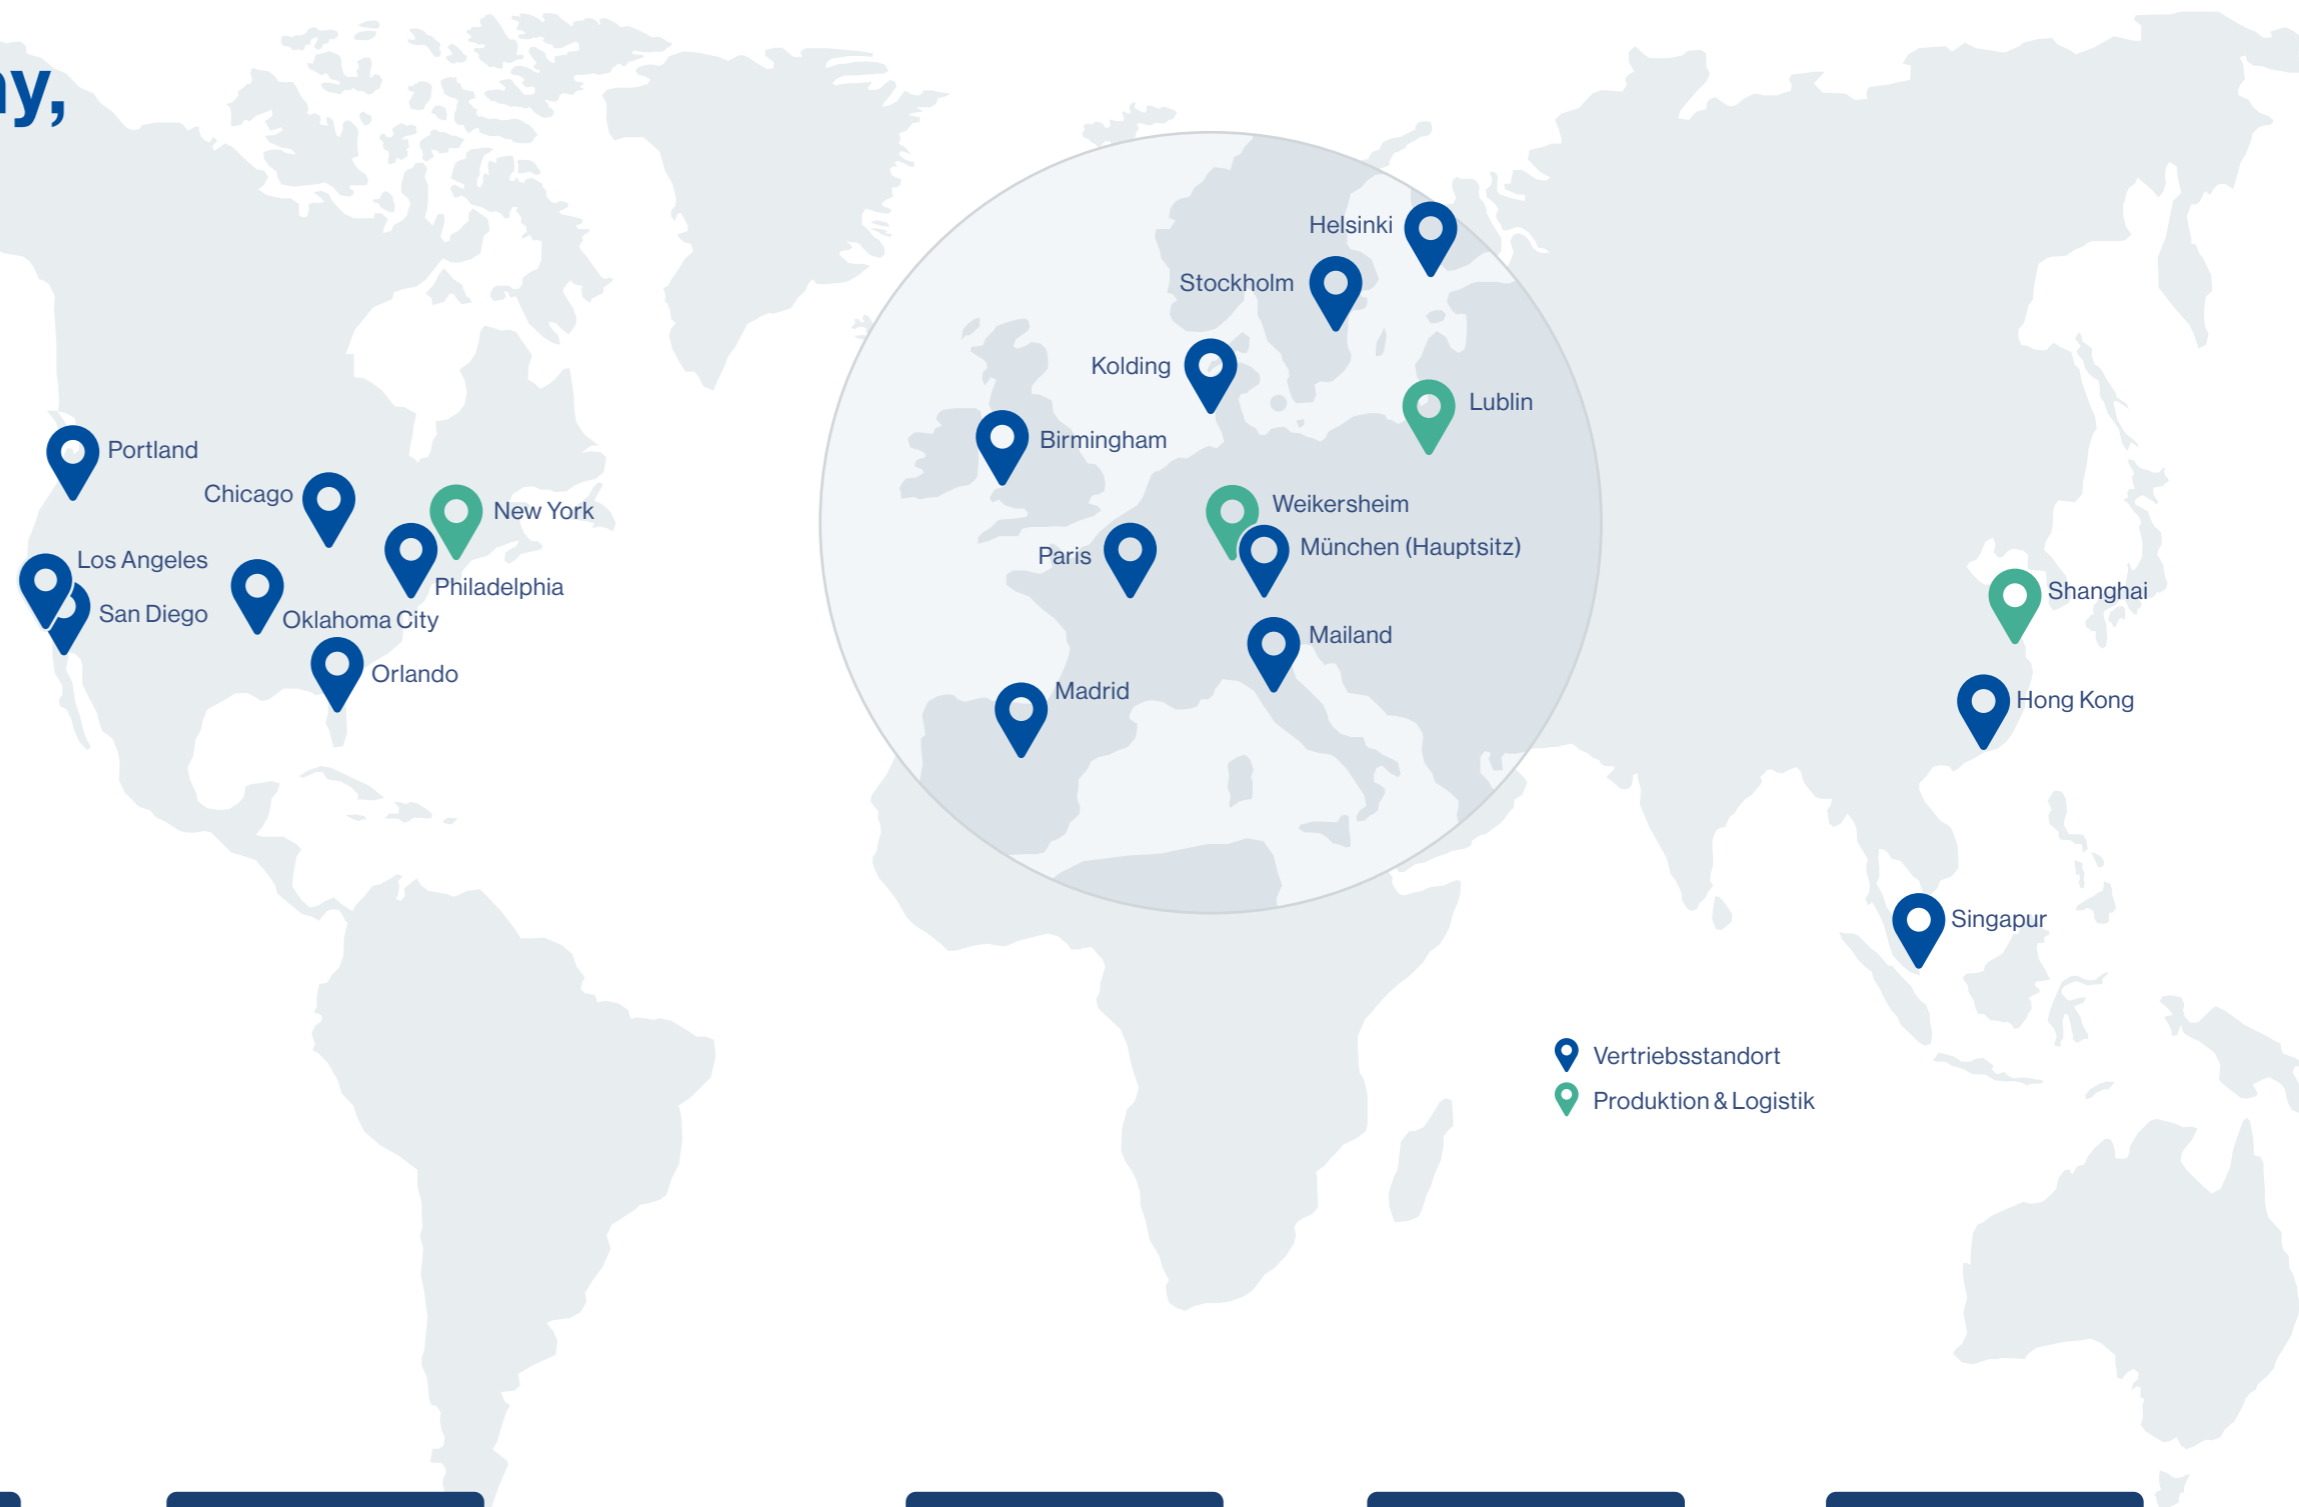 y,
Helsinki
Stockholm
Kolding
Lublin
Birmingham
Portland
Chicago
New York
Weikersheim
München (Hauptsitz)
Paris
Los Angeles
Philadelphia
San Diego
Oklahoma City
Shanghai
Mailand
Orlando
Madrid
Hong Kong
Singapur
Vertriebsstandort
Produktion & Logistik